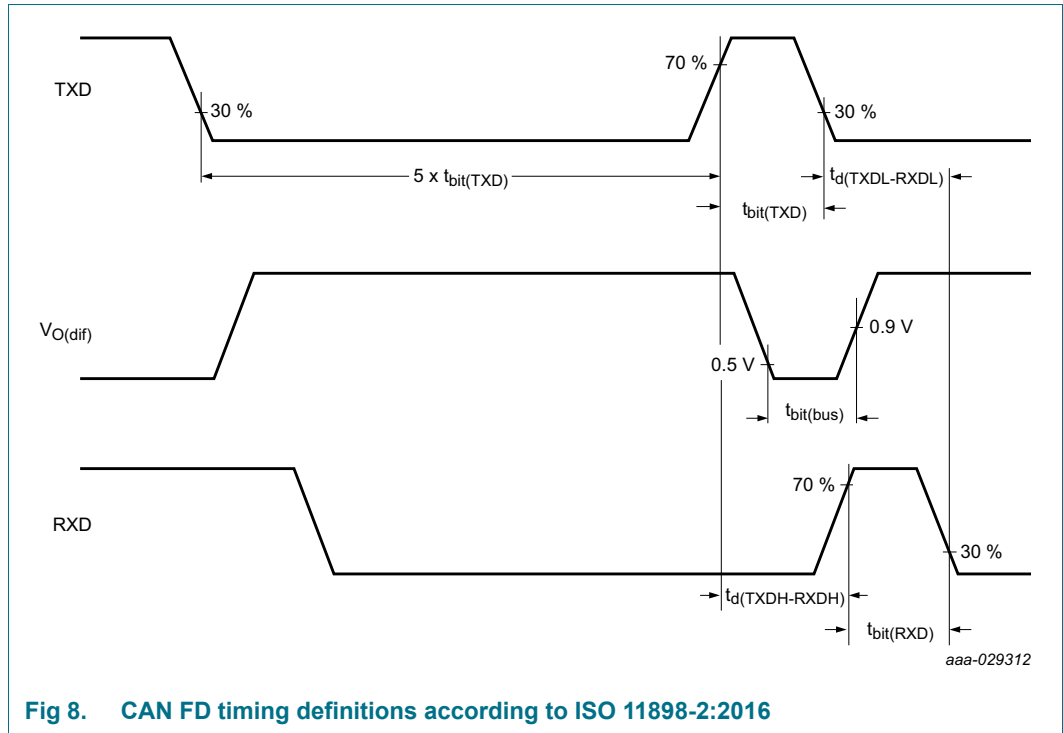 70 %
TXD
30 %
30 %
5 x tbit(TXD)
td(TXDL-RXDL)
tbit(TXD)
VO(dif)
0.9 V
0.5 V
tbit(bus)
70 %
RXD
30 %
td(TXDH-RXDH)
tbit(RXD)
aaa-029312
Fig 8. CAN FD timing definitions according to ISO 11898-2:2016